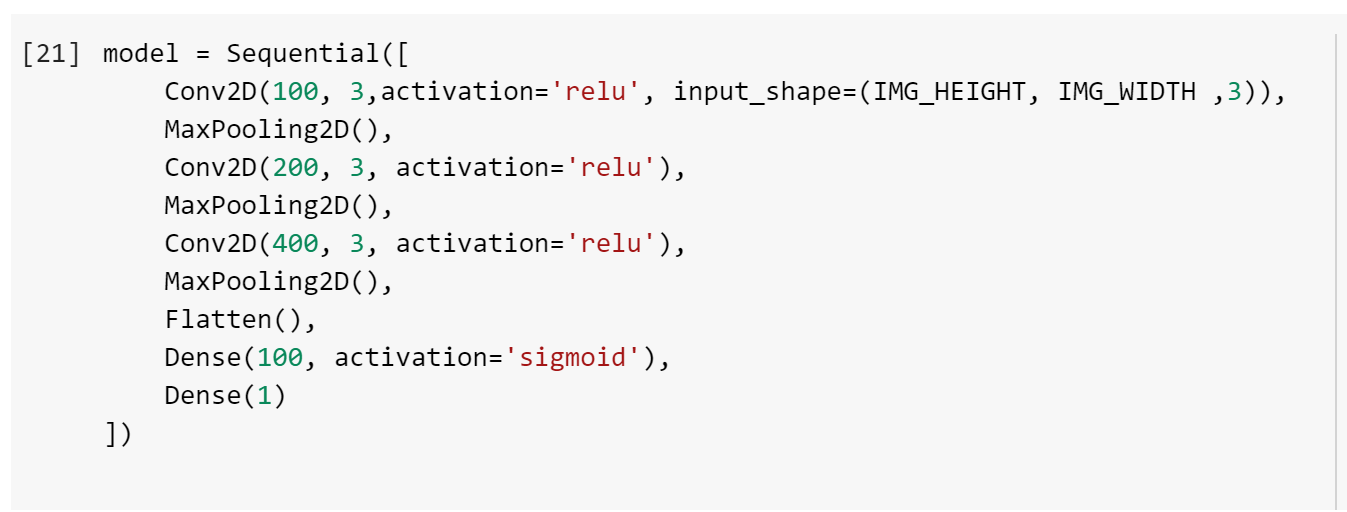 [21] model = Sequential([
Conv2D(100, 3,activation='relu', input_shape=(IMG_HEIGHT, IMG_WIDTH ,3)),
MaxPooling2D(),
Conv2D(200, 3, activation='relu'),
MaxPooling2D(),
Conv2D(400, 3, activation='relu'),
MaxPooling2D(),
Flatten(),
Dense(100, activation='sigmoid'),
Dense(1)
])